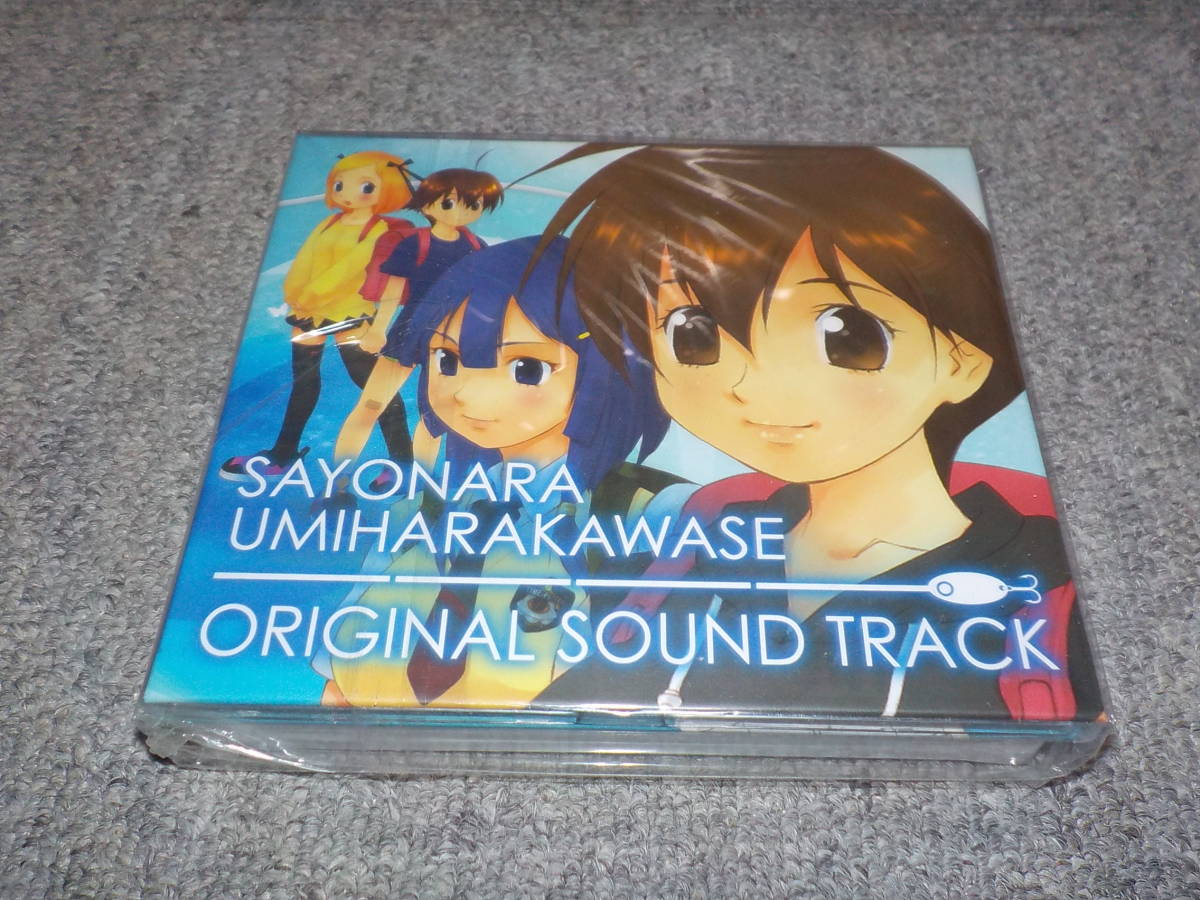 SAYONARA
UMIHARAKAWASE
ORIGINAL SOUND TRACK